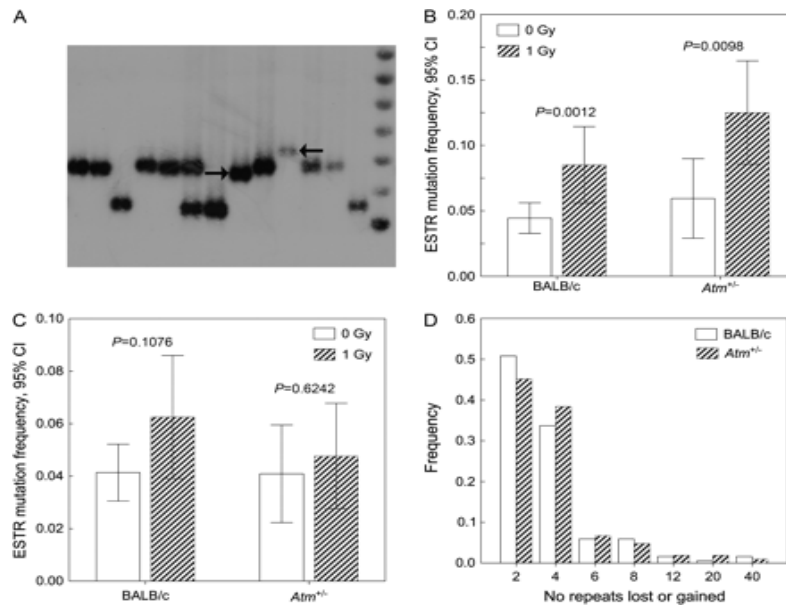 A
B
ESTR mutation frequency, 95% CI
0.20
0.15
0.10
0.05
0.00
0 Gy
1 Gy
P=0.0012
P=0.0098
BALB/c
Atm+/-
C
ESTR mutation frequency, 95% CI
0.10
0.08
0.06
0.04
0.02
0.00
0 Gy
1 Gy
P=0.1076
P=0.6242
BALB/c
Atm+/-
D
Frequency
0.6
0.5
0.4
0.3
0.2
0.1
0.0
BALB/c
Atm+/-
2 4 6 8 12 20 40
No repeats lost or gained